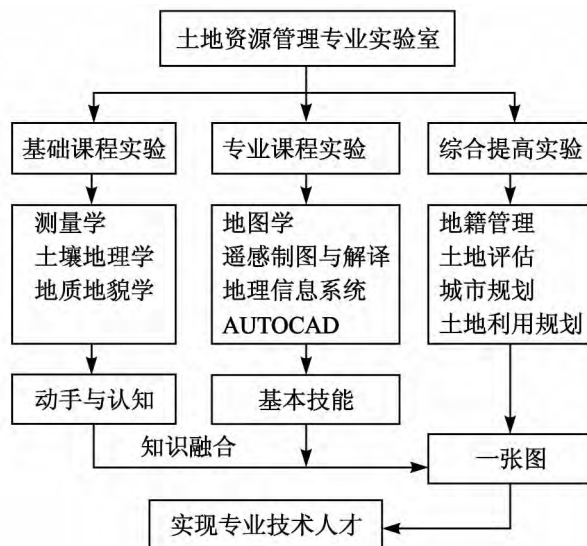 土地资源管理专业实验室
基础课程实验
专业课程实验
综合提高实验
测量学
土壤地理学
地质地貌学
地图学
遥感制图与解译
地理信息系统
AUTOCAD
地籍管理
土地评估
城市规划
土地利用规划
动手与认知
基本技能
知识融合
一张图
实现专业技术人才